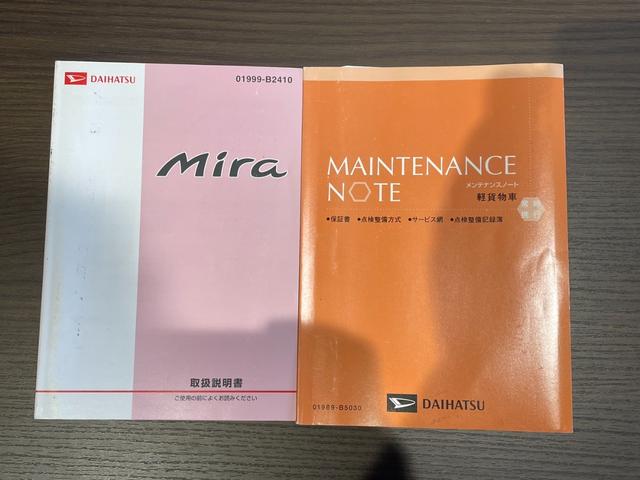 DAIHATSU
01999-B2410
Mira
取扱説明書
ご使用の前によくお読みください
MAINTENANCE
NOTE
メンテナンスノート
軽貨物車
●保証書 ●点検整備方式 ●サービス網 ●点検整備記録簿
01989-B5030
DAIHATSU